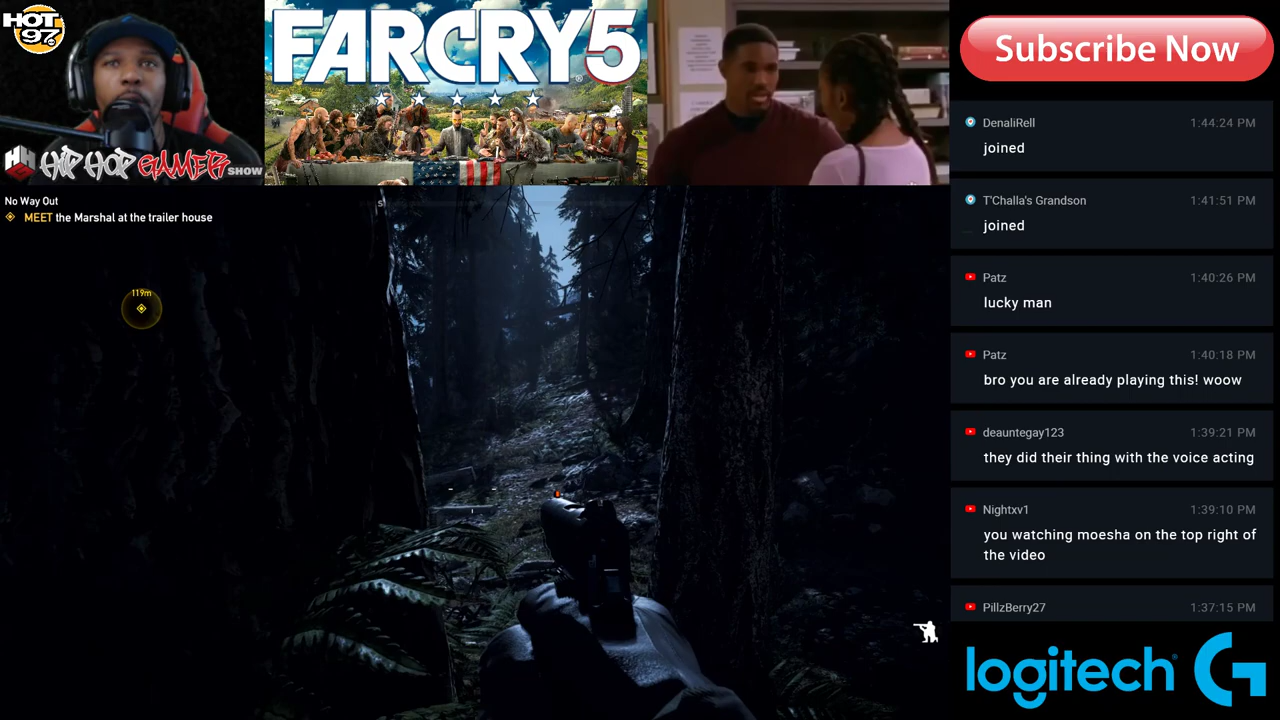 HOT
97
HIP HOP GAMER SHOW
FARCRY5
No Way Out
MEET the Marshal at the trailer house
S
119m
Subscribe Now
DenaliRell 1:44:24 PM
joined
T'Challa's Grandson 1:41:51 PM
joined
Patz 1:40:26 PM
lucky man
Patz 1:40:18 PM
bro you are already playing this! woow
deauntegay123 1:39:21 PM
they did their thing with the voice acting
Nightxv1 1:39:10 PM
you watching moesha on the top right of
the video
PillzBerry27 1:37:15 PM
logitech G